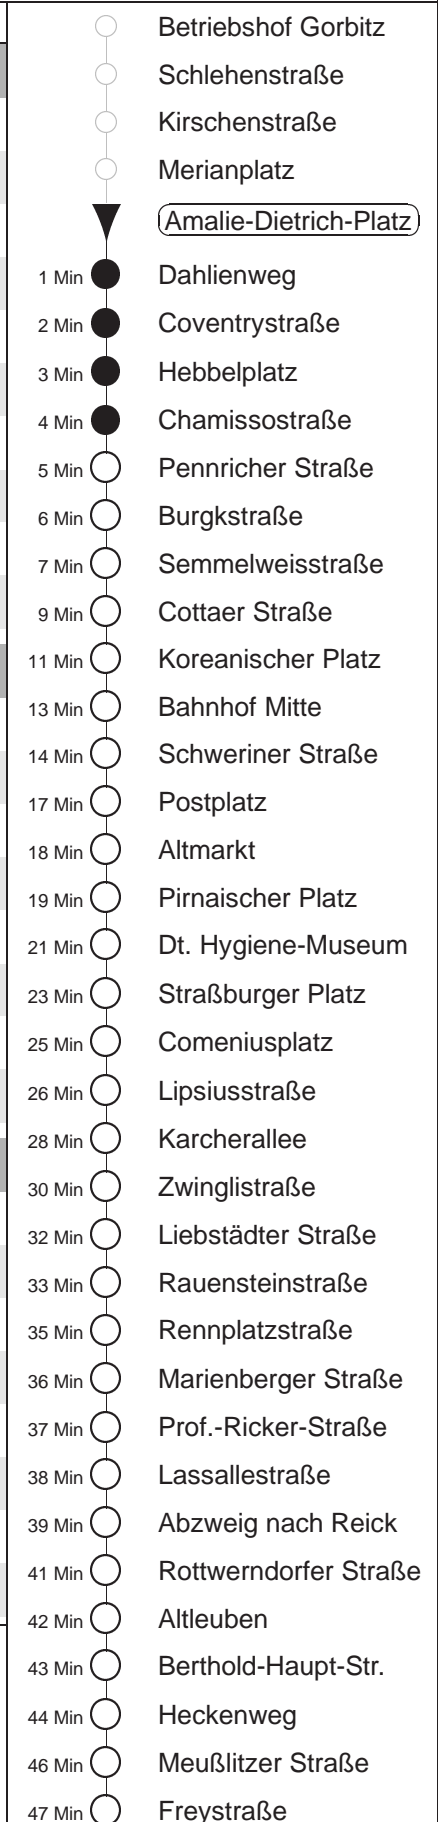 Betriebshof Gorbitz
Schlehenstraße
Kirschenstraße
Merianplatz
Amalie-Dietrich-Platz
1 Min Dahlienweg
2 Min Coventrystraße
3 Min Hebbelplatz
4 Min Chamissostraße
5 Min Pennricher Straße
6 Min Burgkstraße
7 Min Semmelweisstraße
9 Min Cottaer Straße
11 Min Koreanischer Platz
13 Min Bahnhof Mitte
14 Min Schweriner Straße
17 Min Postplatz
18 Min Altmarkt
19 Min Pirnaischer Platz
21 Min Dt. Hygiene-Museum
23 Min Straßburger Platz
25 Min Comeniusplatz
26 Min Lipsiusstraße
28 Min Karcherallee
30 Min Zwinglistraße
32 Min Liebstädter Straße
33 Min Rauensteinstraße
35 Min Rennplatzstraße
36 Min Marienberger Straße
37 Min Prof.-Ricker-Straße
38 Min Lassallestraße
39 Min Abzweig nach Reick
41 Min Rottwerndorfer Straße
42 Min Altleuben
43 Min Berthold-Haupt-Str.
44 Min Heckenweg
46 Min Meußlitzer Straße
47 Min Freystraße